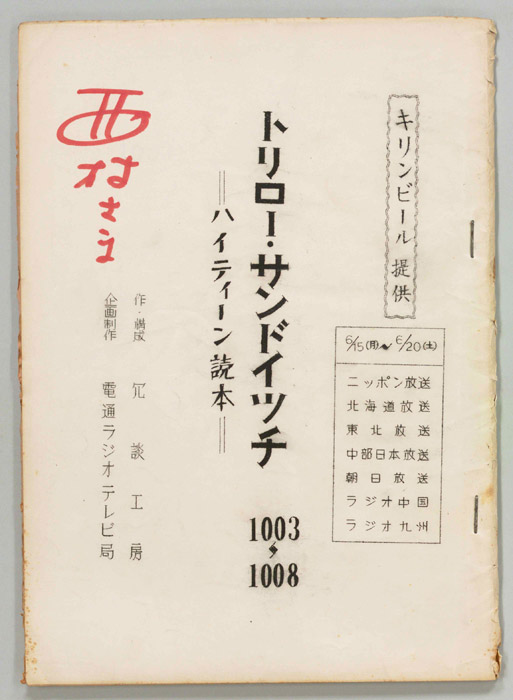 キリンビール 提供
6/15(月)〜6/20(土)
ニッポン放送
北海道放送
東北放送
中部日本放送
朝日放送
ラジオ中国
ラジオ九州
トリロー・サンドイツチ
＝ハイティーン読本＝
1003
〜
1008
作・構成 冗談工房
企画制作 電通ラジオテレビ局
西村さん